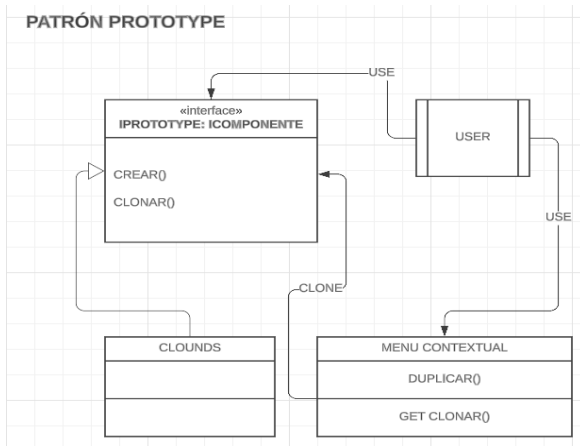 PATRÓN PROTOTYPE
USE
«interface»
IPROTOTYPE: ICOMPONENTE
USER
CREAR()
CLONAR()
USE
CLONE
CLOUNDS
MENU CONTEXTUAL
DUPLICAR()
GET CLONAR()